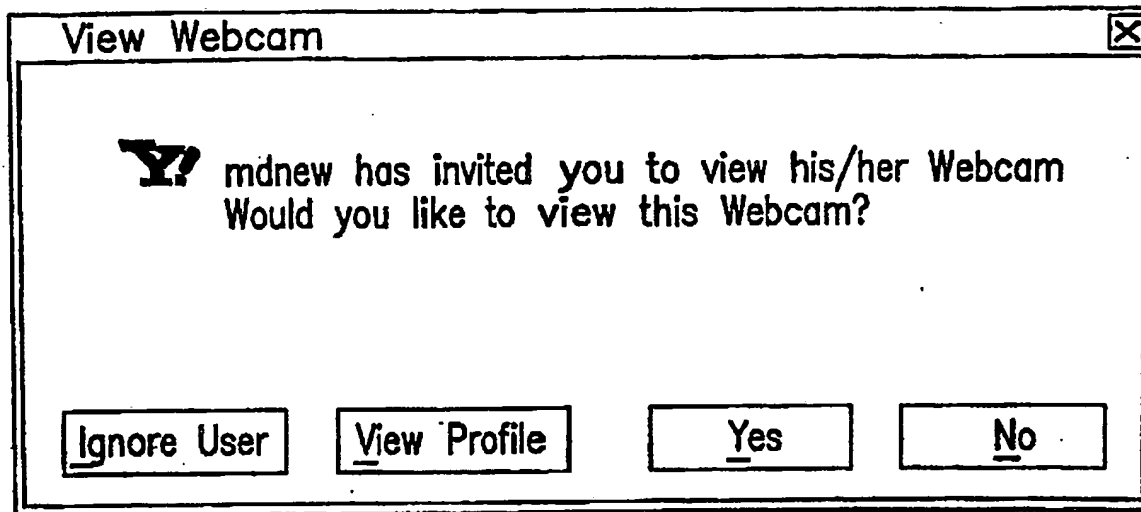 View Webcam
Y! mdnew has invited you to view his/her Webcam
Would you like to view this Webcam?
Ignore User View Profile Yes No